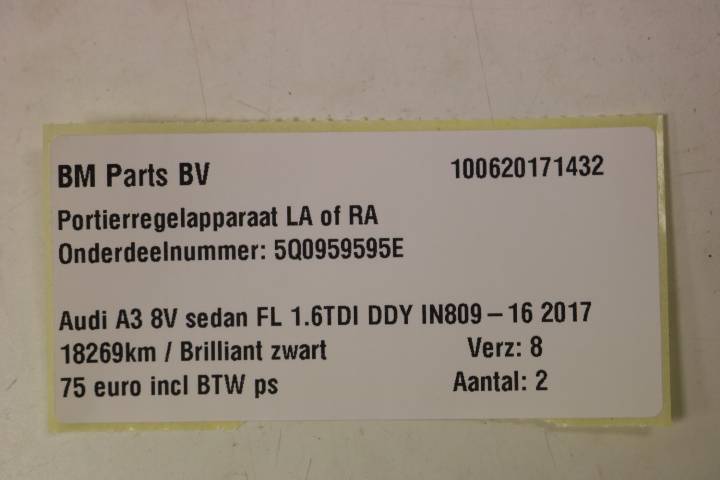 BM Parts BV 100620171432
Portierregelapparaat LA of RA
Onderdeelnummer: 5Q0959595E
Audi A3 8V sedan FL 1.6TDI DDY IN809 – 16 2017
18269km / Brilliant zwart Verz: 8
75 euro incl BTW ps Aantal: 2